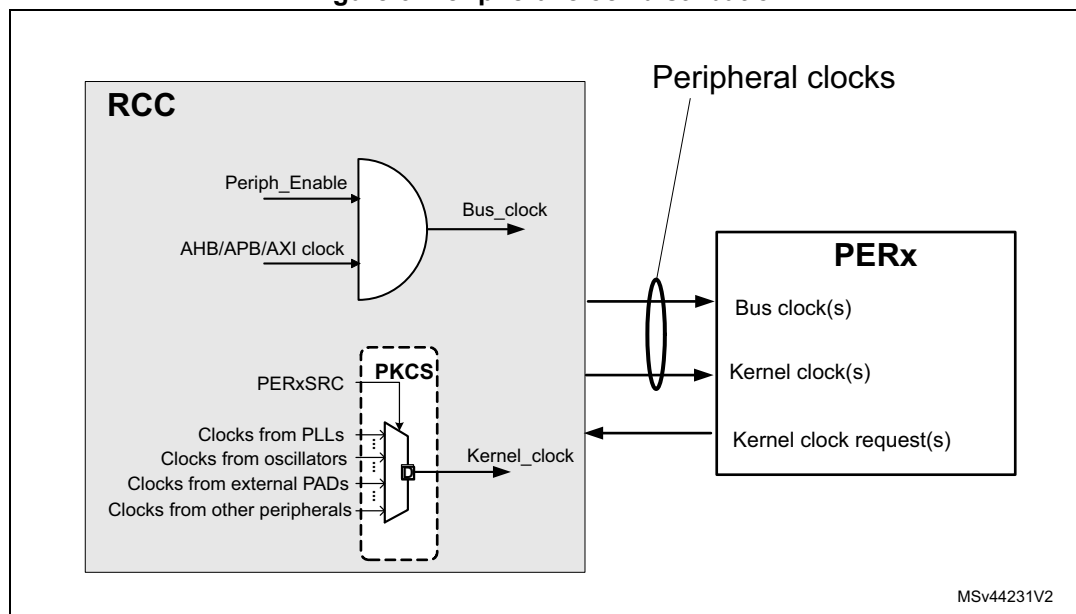 Peripheral clocks
RCC
Periph_Enable
Bus_clock
AHB/APB/AXI clock
PERx
Bus clock(s)
PKCS
PERxSRC
Kernel clock(s)
Clocks from PLLs
Kernel clock request(s)
Clocks from oscillators
Kernel_clock
D
Clocks from external PADs
Clocks from other peripherals
MSv44231V2